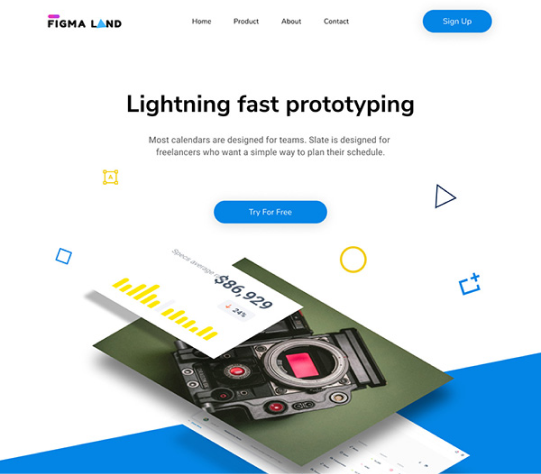 FIGMA LAND
Home
Product
About
Contact
Sign Up
Lightning fast prototyping
Most calendars are designed for teams. Slate is designed for
freelancers who want a simple way to plan their schedule.
A
Try For Free
Specs average
$86,929
24%